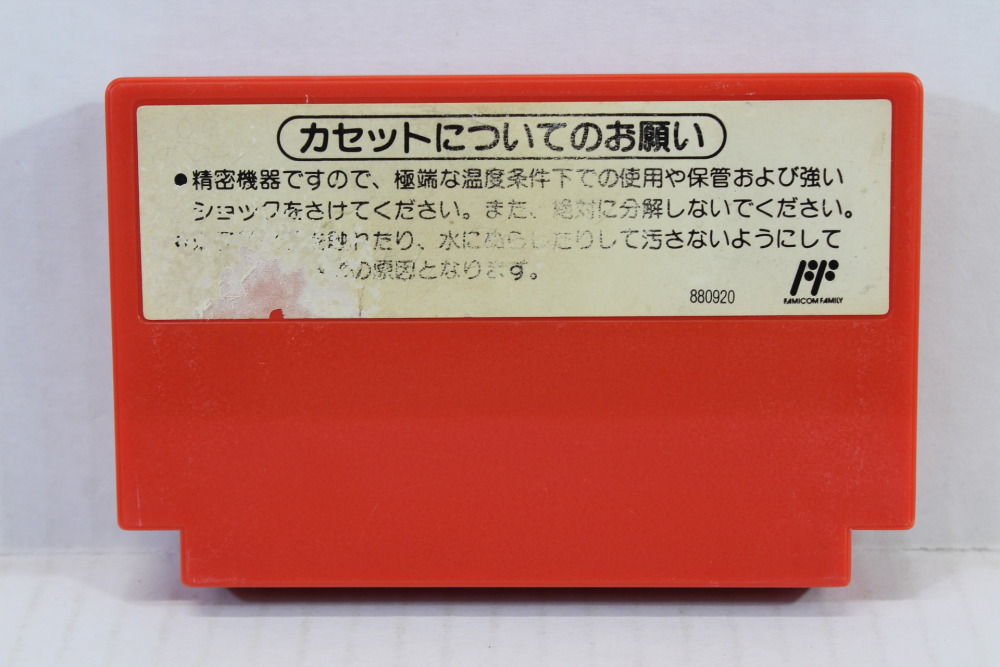 カセットについてのお願い
●精密機器ですので、極端な温度条件下での使用や保管および強い
ショックをさけてください。また、絶対に分解しないでください。
触れたり、水にぬらしたりして汚さないようにして
の原因となります。
880920
FAMICOM FAMILY